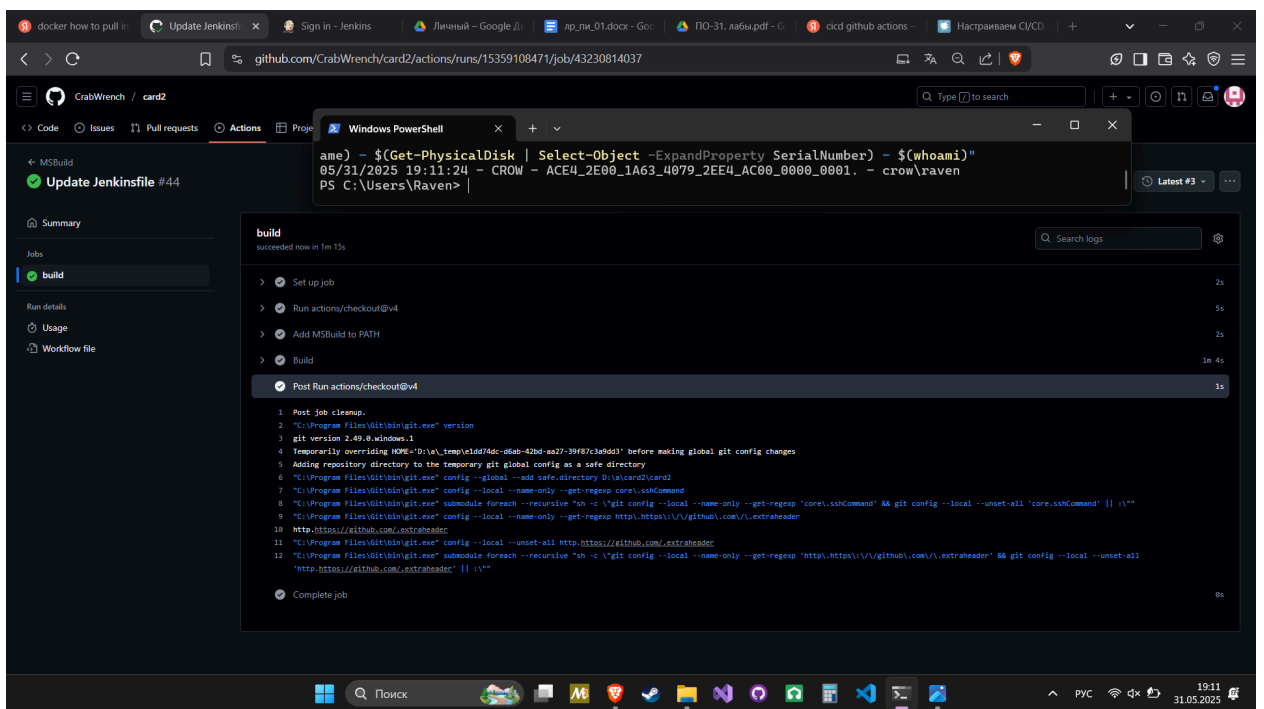 docker how to pull in
Update Jenkinsfi
Sign in - Jenkins
Личный – Google Д
лр_пи_01.docx - Goo
ПО-31. лабы.pdf - G
cicd github actions –
Настраиваем CI/CD
github.com/CrabWrench/card2/actions/runs/15359108471/job/43230814037
CrabWrench / card2
Type / to search
Code
Issues
Pull requests
Actions
Proje
Windows PowerShell
ame) - $(Get-PhysicalDisk | Select-Object -ExpandProperty SerialNumber) - $(whoami)"
05/31/2025 19:11:24 - CROW - ACE4_2E00_1A63_4079_2EE4_AC00_0000_0001. - crow\raven
PS C:\Users\Raven>
← MSBuild
Update Jenkinsfile #44
Latest #3
Summary
Jobs
build
Run details
Usage
Workflow file
build
succeeded now in 1m 15s
Search logs
Set up job 2s
Run actions/checkout@v4 5s
Add MSBuild to PATH 2s
Build 1m 4s
Post Run actions/checkout@v4 1s
1 Post job cleanup.
2 "C:\Program Files\Git\bin\git.exe" version
3 git version 2.49.0.windows.1
4 Temporarily overriding HOME='D:\a\_temp\e1dd74dc-d6ab-42bd-aa27-39f87c3a9dd3' before making global git config changes
5 Adding repository directory to the temporary git global config as a safe directory
6 "C:\Program Files\Git\bin\git.exe" config --global --add safe.directory D:\a\card2\card2
7 "C:\Program Files\Git\bin\git.exe" config --local --name-only --get-regexp core\.sshCommand
8 "C:\Program Files\Git\bin\git.exe" submodule foreach --recursive "sh -c \"git config --local --name-only --get-regexp 'core\.sshCommand' && git config --local --unset-all 'core.sshCommand' || :\""
9 "C:\Program Files\Git\bin\git.exe" config --local --name-only --get-regexp http\.https\:\/\/github\.com\/\.extraheader
10 http.https://github.com/.extraheader
11 "C:\Program Files\Git\bin\git.exe" config --local --unset-all http.https://github.com/.extraheader
12 "C:\Program Files\Git\bin\git.exe" submodule foreach --recursive "sh -c \"git config --local --name-only --get-regexp 'http\.https\:\/\/github\.com\/\.extraheader' && git config --local --unset-all
'http.https://github.com/.extraheader' || :\""
Complete job 0s
Поиск
РУС
19:11
31.05.2025